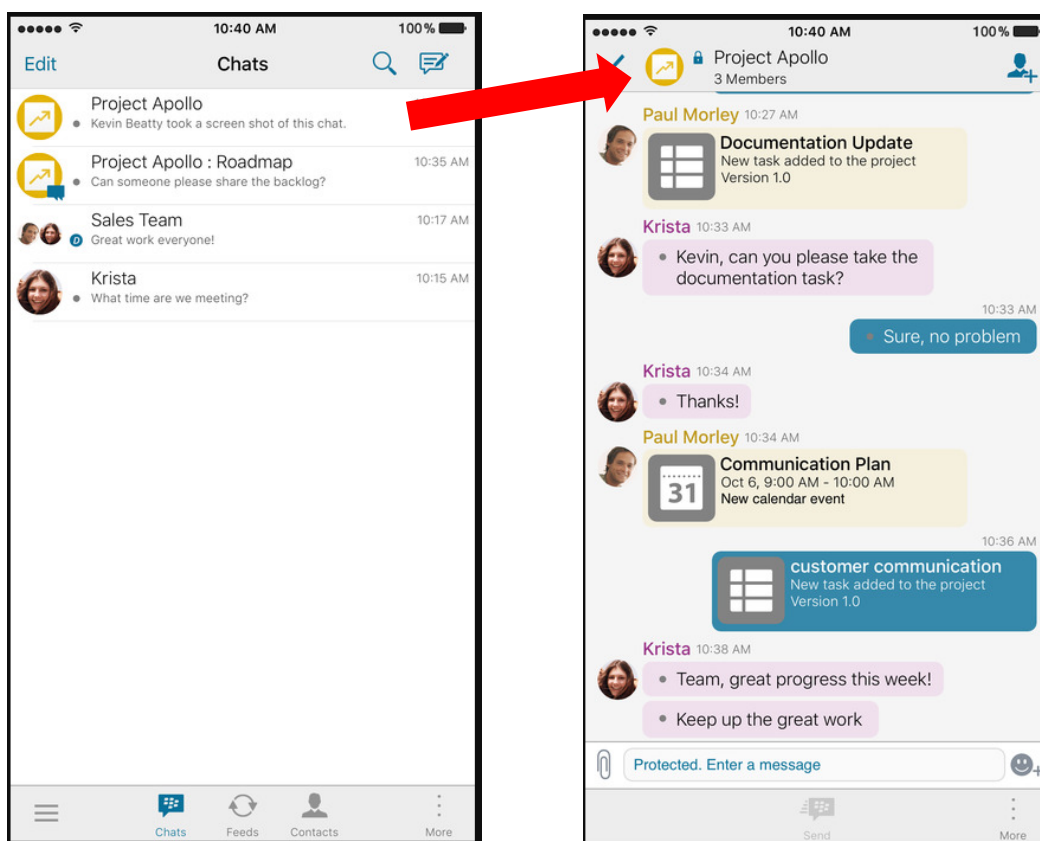 10:40 AM
100%
Edit
Chats
Project Apollo
Kevin Beatty took a screen shot of this chat.
Project Apollo : Roadmap
10:35 AM
Can someone please share the backlog?
Sales Team
10:17 AM
D
Great work everyone!
Krista
10:15 AM
What time are we meeting?
Chats
Feeds
Contacts
More
10:40 AM
100%
Project Apollo
3 Members
Paul Morley 10:27 AM
Documentation Update
New task added to the project
Version 1.0
Krista 10:33 AM
Kevin, can you please take the
documentation task?
10:33 AM
Sure, no problem
Krista 10:34 AM
Thanks!
Paul Morley 10:34 AM
Communication Plan
Oct 6, 9:00 AM - 10:00 AM
31
New calendar event
10:36 AM
customer communication
New task added to the project
Version 1.0
Krista 10:38 AM
Team, great progress this week!
Keep up the great work
Protected. Enter a message
Send
More